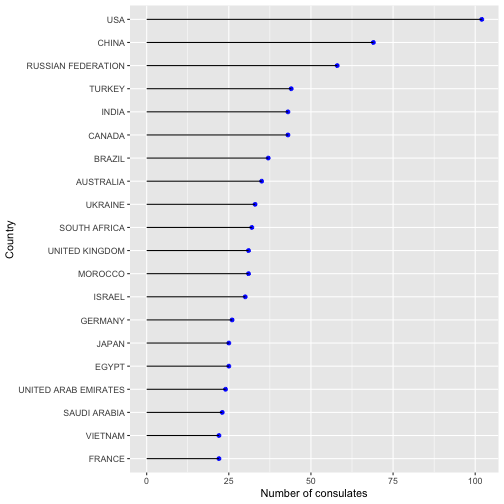 USA
CHINA
RUSSIAN FEDERATION
TURKEY
INDIA
CANADA
BRAZIL
AUSTRALIA
UKRAINE
SOUTH AFRICA
UNITED KINGDOM
MOROCCO
ISRAEL
GERMANY
JAPAN
EGYPT
UNITED ARAB EMIRATES
SAUDI ARABIA
VIETNAM
FRANCE
Country
0 25 50 75 100
Number of consulates